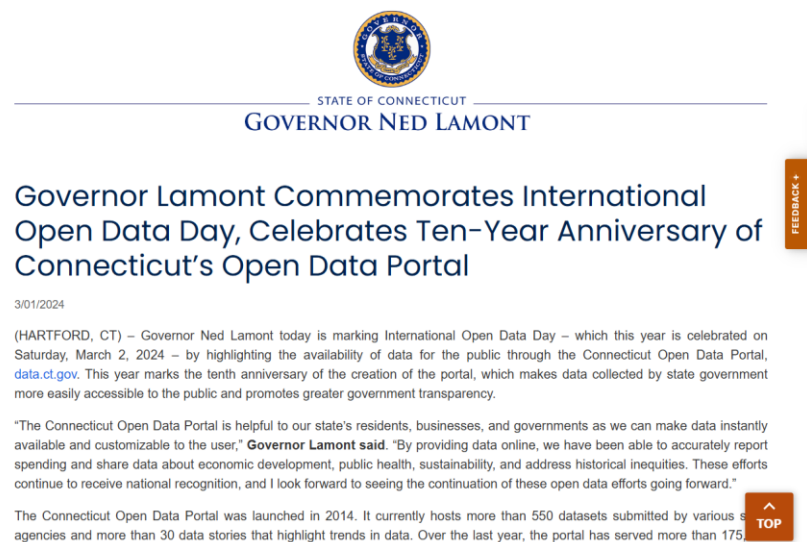 STATE OF CONNECTICUT
GOVERNOR NED LAMONT
Governor Lamont Commemorates International
Open Data Day, Celebrates Ten-Year Anniversary of
Connecticut's Open Data Portal
FEEDBACK +
3/01/2024
(HARTFORD, CT) – Governor Ned Lamont today is marking International Open Data Day – which this year is celebrated on
Saturday, March 2, 2024 – by highlighting the availability of data for the public through the Connecticut Open Data Portal,
data.ct.gov. This year marks the tenth anniversary of the creation of the portal, which makes data collected by state government
more easily accessible to the public and promotes greater government transparency.
“The Connecticut Open Data Portal is helpful to our state’s residents, businesses, and governments as we can make data instantly
available and customizable to the user,” Governor Lamont said. “By providing data online, we have been able to accurately report
spending and share data about economic development, public health, sustainability, and address historical inequities. These efforts
continue to receive national recognition, and I look forward to seeing the continuation of these open data efforts going forward.”
The Connecticut Open Data Portal was launched in 2014. It currently hosts more than 550 datasets submitted by various
agencies and more than 30 data stories that highlight trends in data. Over the last year, the portal has served more than 175,
TOP